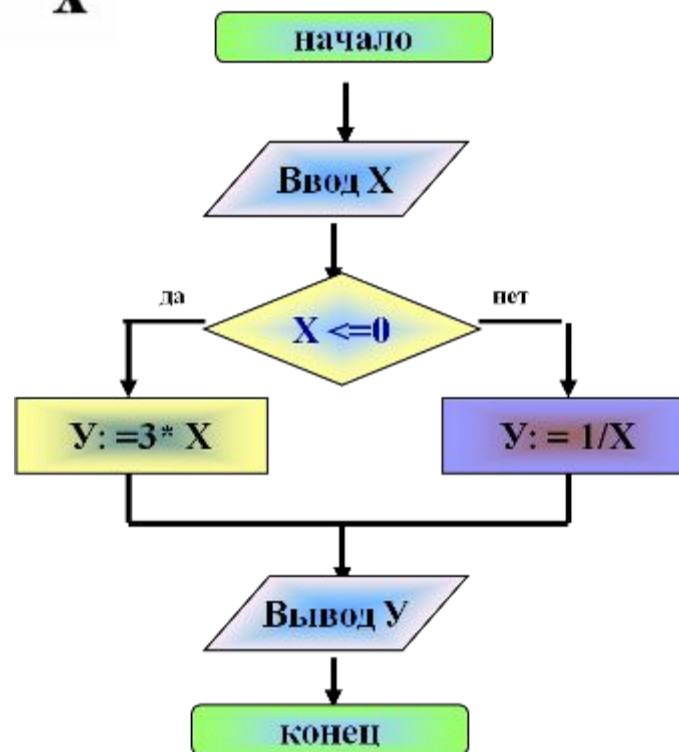 x
начало
Ввод X
да
нет
X <=0
У: =3* X
У: = 1/X
Вывод У
конец